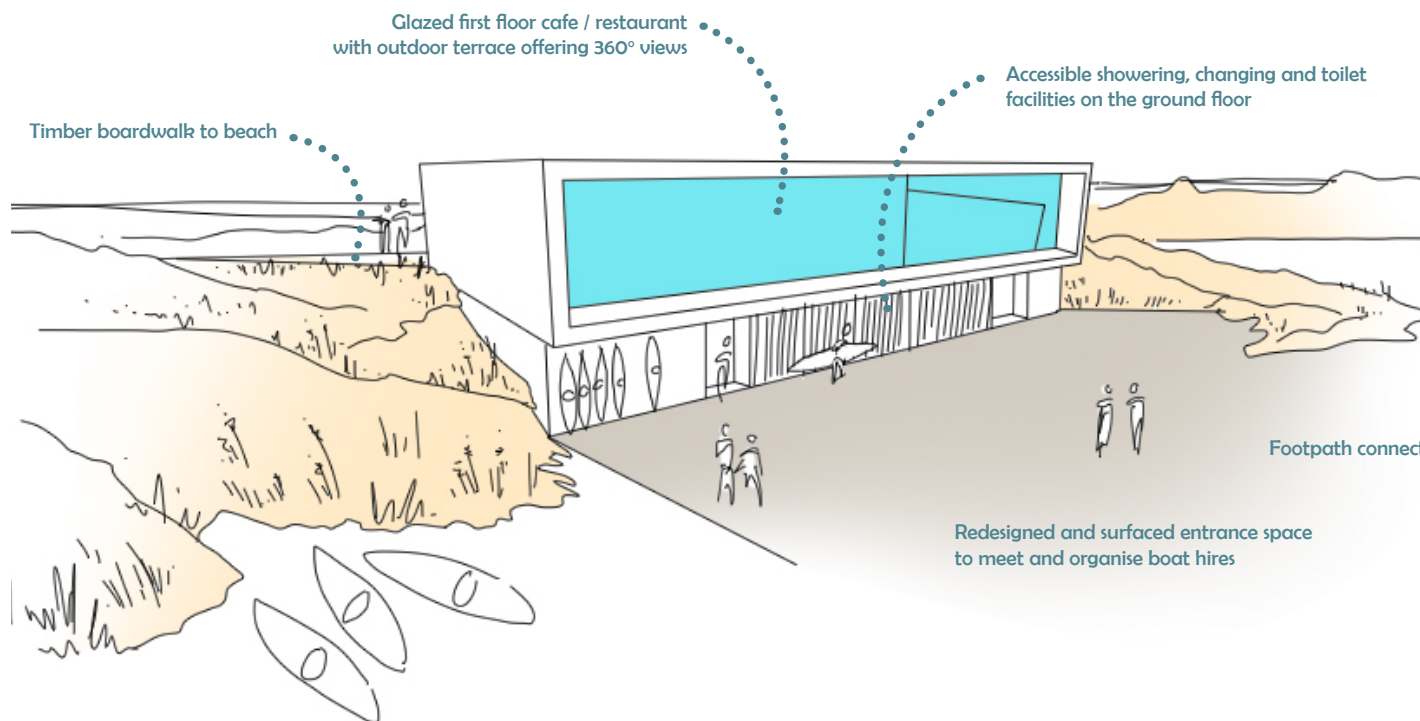 Glazed first floor cafe / restaurant
with outdoor terrace offering 360° views
Accessible showering, changing and toilet
facilities on the ground floor
Timber boardwalk to beach
Footpath connect
Redesigned and surfaced entrance space
to meet and organise boat hires